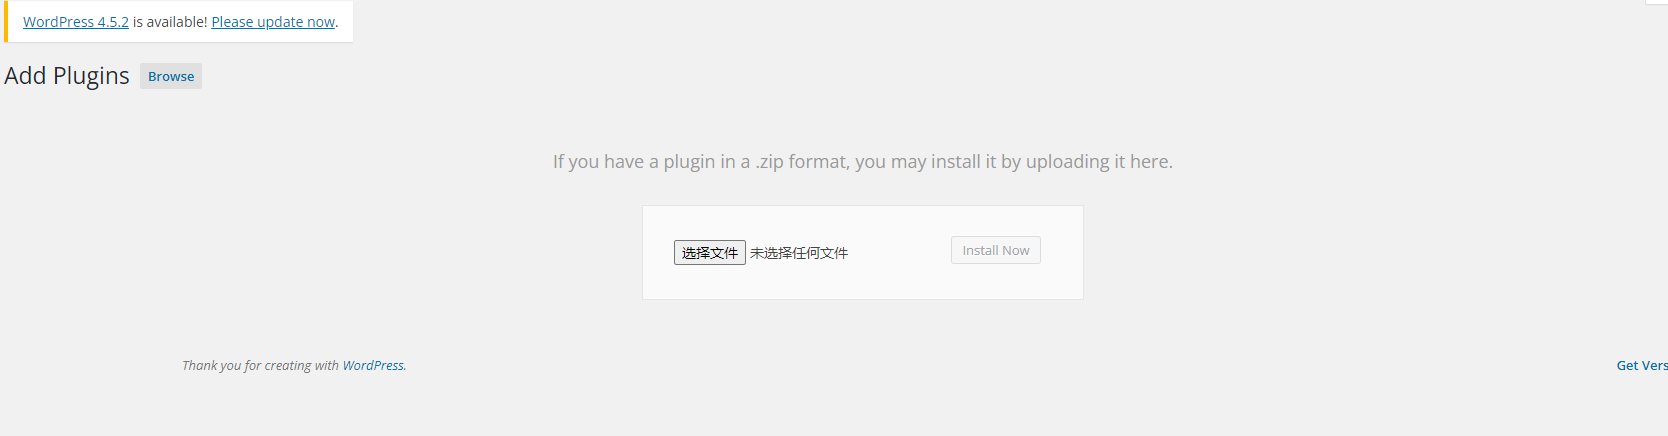 WordPress 4.5.2 is available! Please update now.
Add Plugins Browse
If you have a plugin in a .zip format, you may install it by uploading it here.
选择文件 未选择任何文件 Install Now
Thank you for creating with WordPress. Get Vers